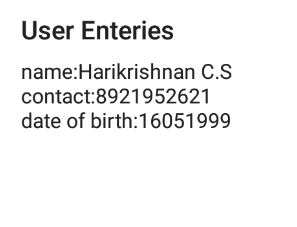 User Enteries
name:Harikrishnan C.S
contact:8921952621
date of birth:16051999